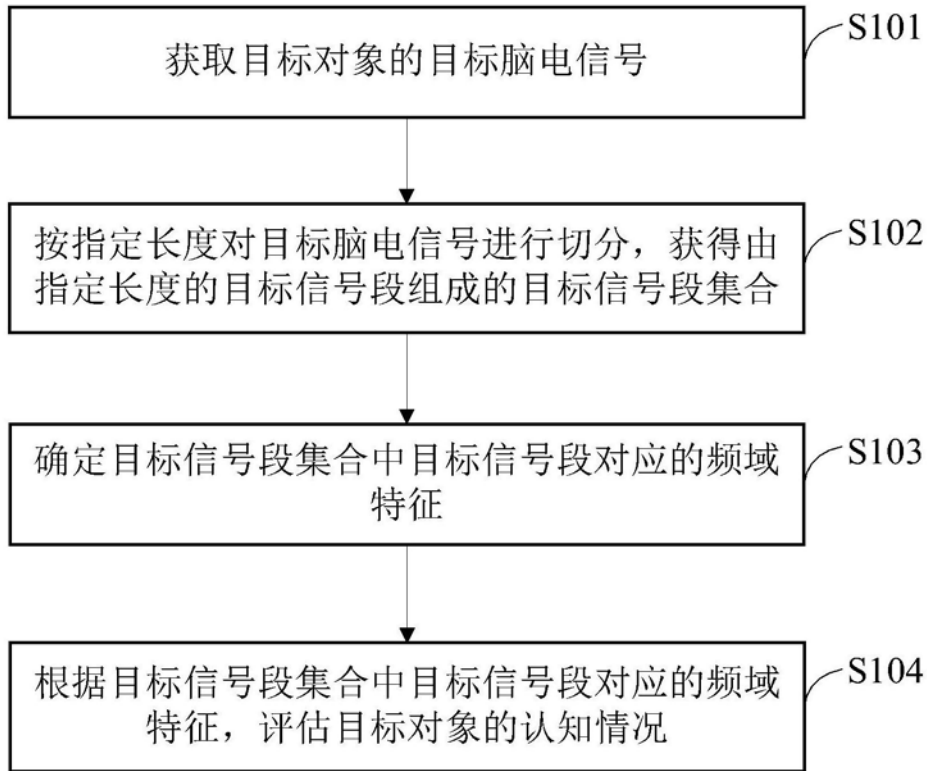 获取目标对象的目标脑电信号
S101
按指定长度对目标脑电信号进行切分，获得由
指定长度的目标信号段组成的目标信号段集合
S102
确定目标信号段集合中目标信号段对应的频域
特征
S103
根据目标信号段集合中目标信号段对应的频域
特征，评估目标对象的认知情况
S104